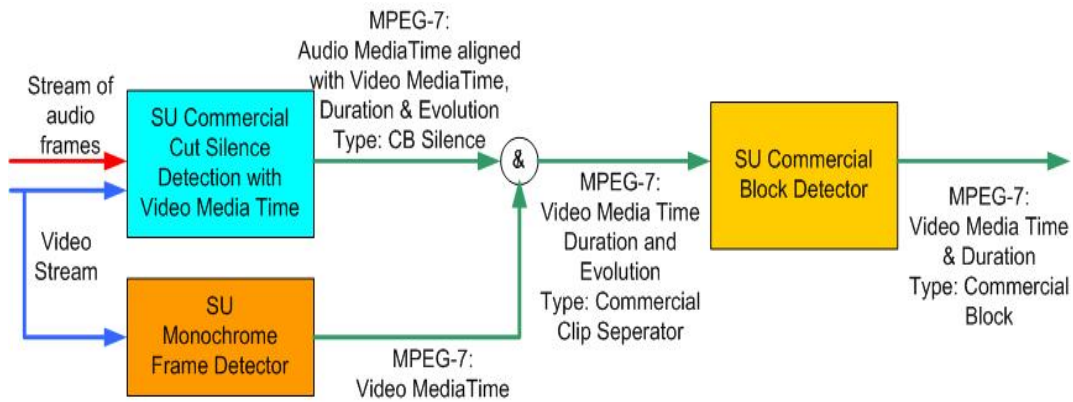 MPEG-7:
Audio MediaTime aligned
with Video MediaTime,
Duration & Evolution
Type: CB Silence
Stream of
audio
frames
SU Commercial
Cut Silence
Detection with
Video Media Time
&
SU Commercial
Block Detector
MPEG-7:
Video Media Time
Duration and
Evolution
Type: Commercial
Clip Seperator
MPEG-7:
Video Media Time
& Duration
Type: Commercial
Block
Video
Stream
SU
Monochrome
Frame Detector
MPEG-7:
Video MediaTime